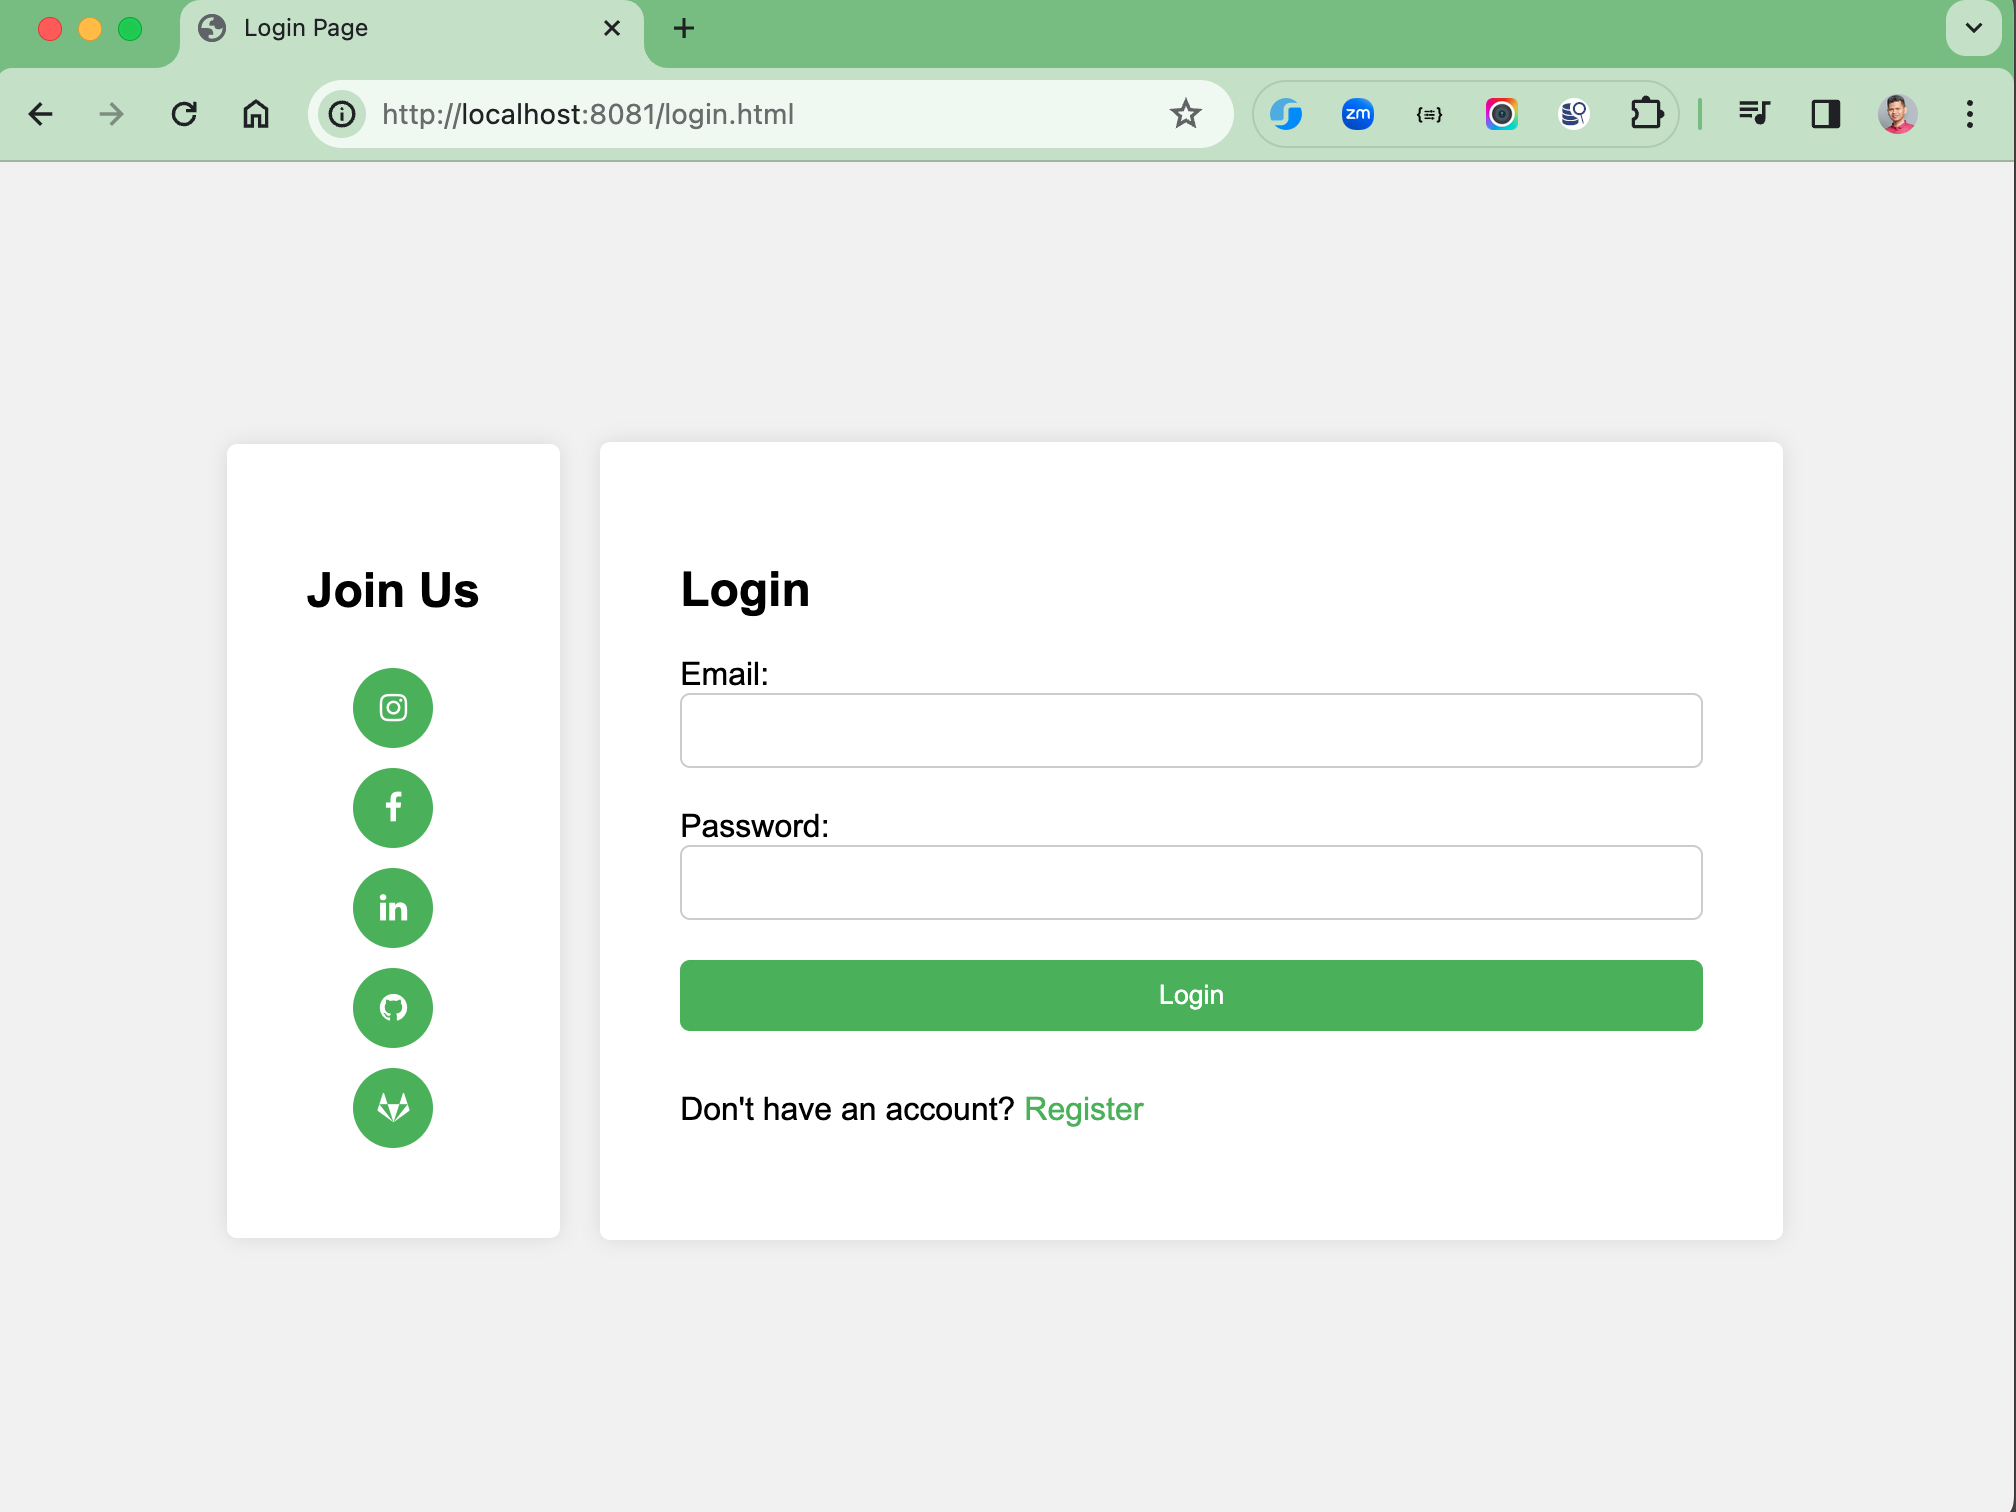 Login Page
http://localhost:8081/login.html
zm
Join Us
Login
Email:
Password:
Login
Don't have an account? Register